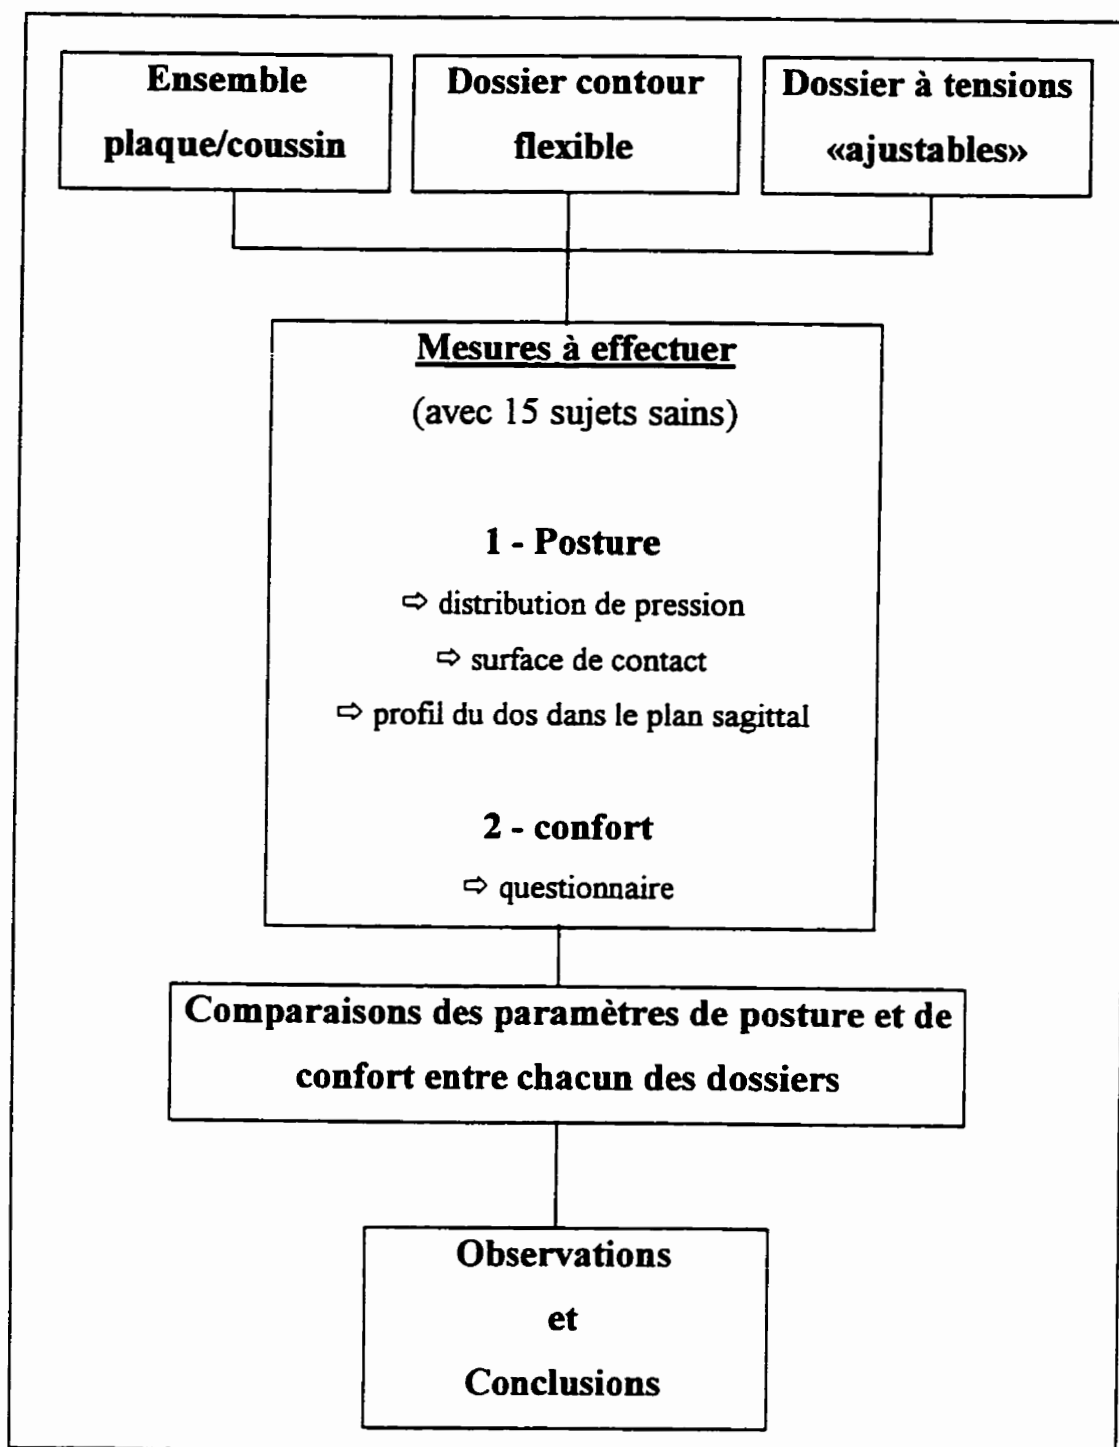 Ensemble
plaque/coussin
Dossier contour
flexible
Dossier à tensions
«ajustables»
Mesures à effectuer
(avec 15 sujets sains)
1 - Posture
⇨ distribution de pression
⇨ surface de contact
⇨ profil du dos dans le plan sagittal
2 - confort
⇨ questionnaire
Comparaisons des paramètres de posture et de
confort entre chacun des dossiers
Observations
et
Conclusions